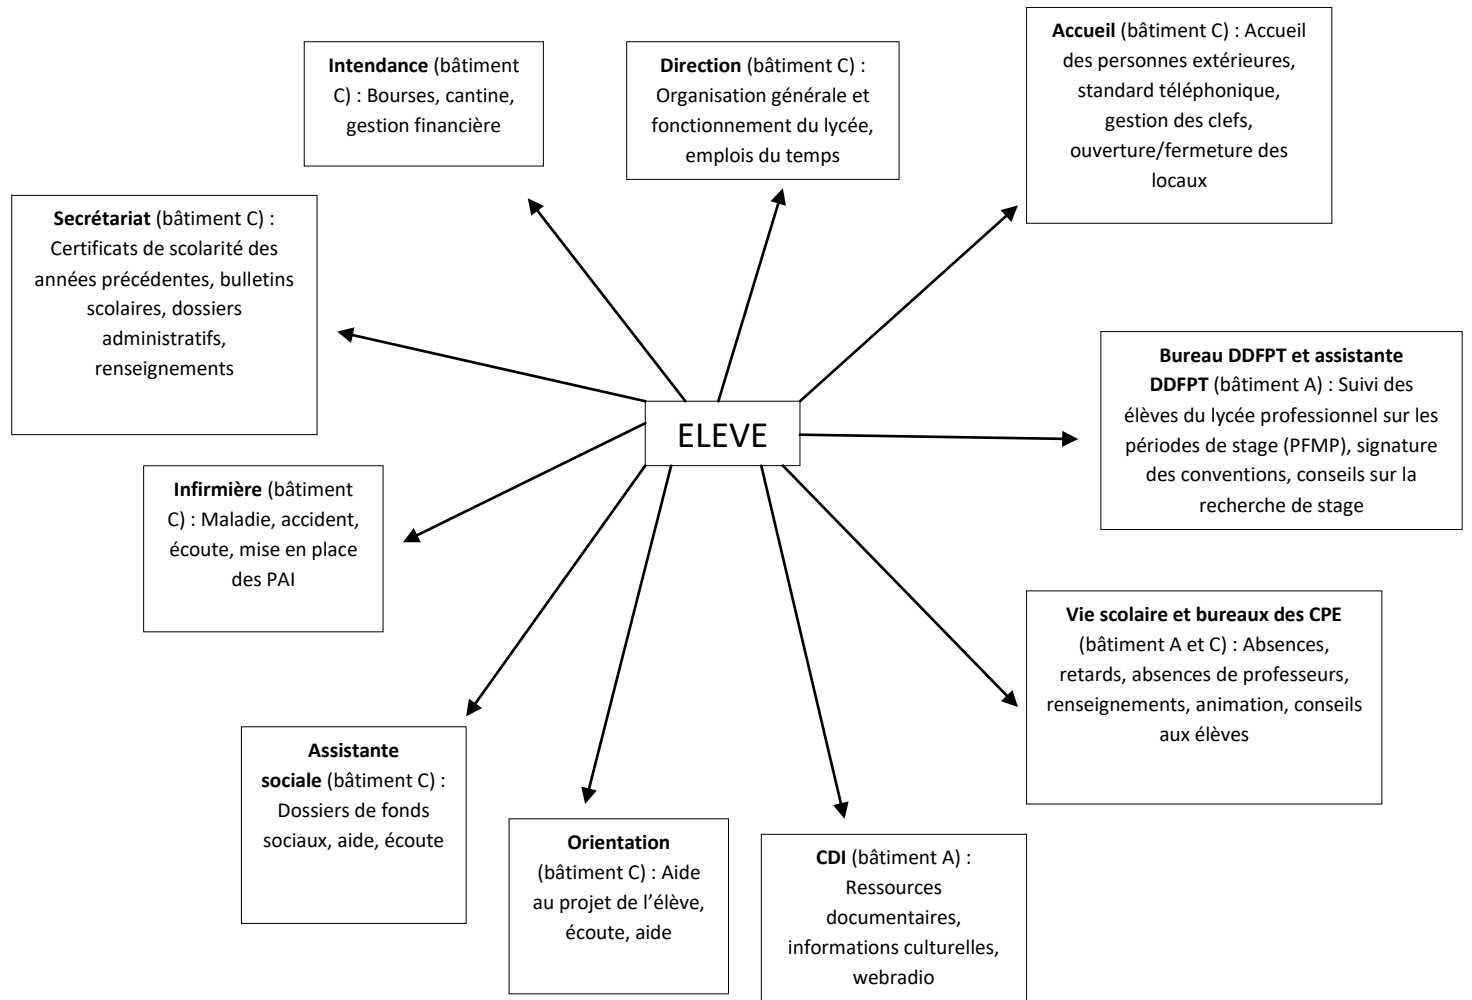 Intendance (bâtiment
C) : Bourses, cantine,
gestion financière
Direction (bâtiment C) :
Organisation générale et
fonctionnement du lycée,
emplois du temps
Accueil (bâtiment C) : Accueil
des personnes extérieures,
standard téléphonique,
gestion des clefs,
ouverture/fermeture des
locaux
Secrétariat (bâtiment C) :
Certificats de scolarité des
années précédentes, bulletins
scolaires, dossiers
administratifs,
renseignements
Bureau DDFPT et assistante
DDFPT (bâtiment A) : Suivi des
élèves du lycée professionnel sur les
périodes de stage (PFMP), signature
des conventions, conseils sur la
recherche de stage
ELEVE
Infirmière (bâtiment
C) : Maladie, accident,
écoute, mise en place
des PAI
Vie scolaire et bureaux des CPE
(bâtiment A et C) : Absences,
retards, absences de professeurs,
renseignements, animation, conseils
aux élèves
Assistante
sociale (bâtiment C) :
Dossiers de fonds
sociaux, aide, écoute
Orientation
(bâtiment C) : Aide
au projet de l’élève,
écoute, aide
CDI (bâtiment A) :
Ressources
documentaires,
informations culturelles,
webradio